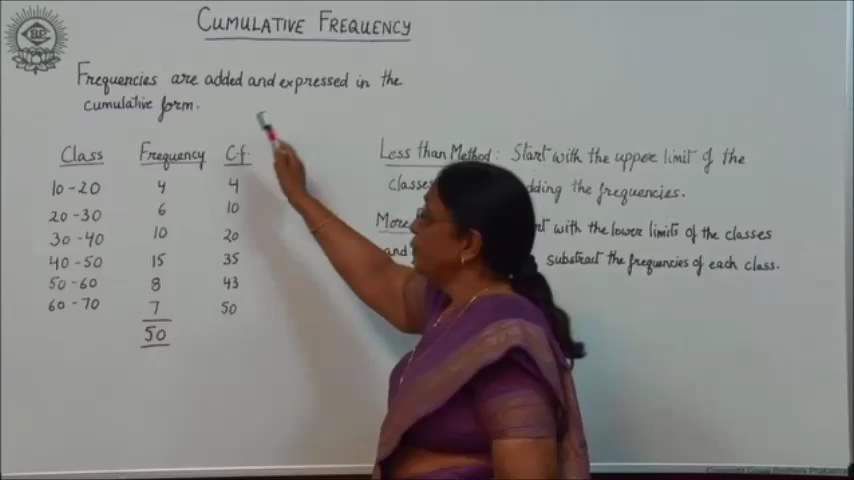 CUMULATIVE FREQUENCY
Frequencies are added and expressed in the
cumulative form.
Class Frequency C.f.
10-20 4 4
20-30 6 10
30-40 10 20
40-50 15 35
50-60 8 43
60-70 7 50
50
Less than Method: Start with the upper limit of the
adding the frequencies.
More with the lower limits of the classes
substract the frequencies of each class.